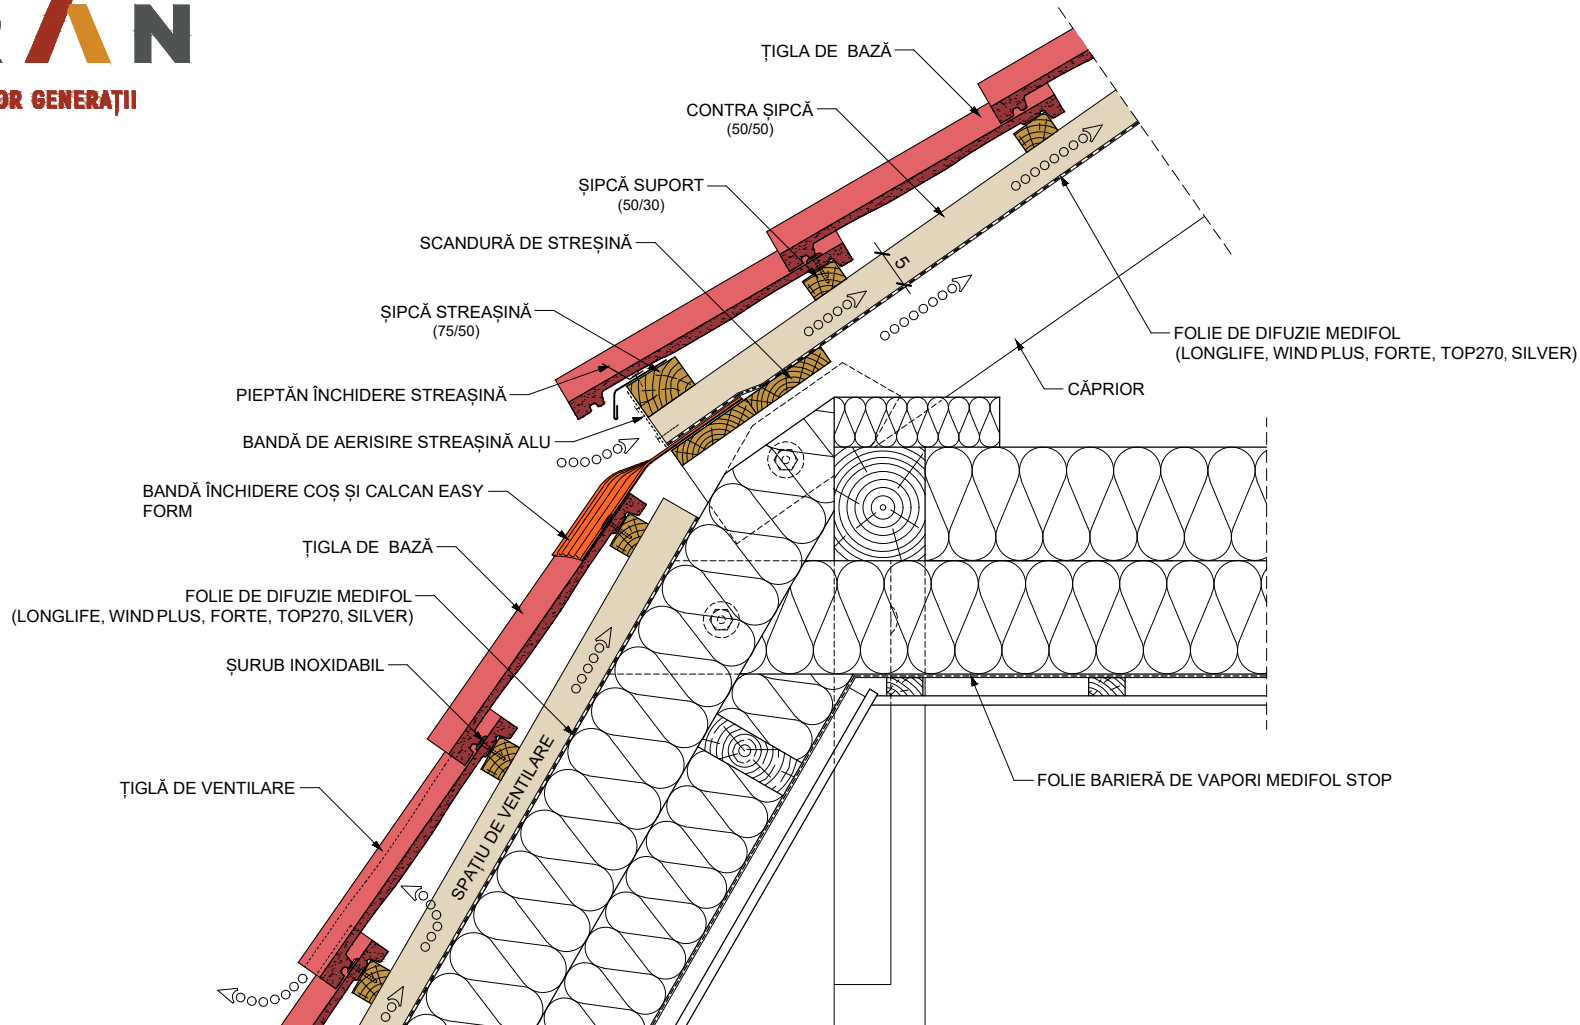 RAN
OR GENERAȚII
ȚIGLA DE BAZĂ
CONTRA ȘIPCĂ
(50/50)
ȘIPCĂ SUPORT
(50/30)
SCANDURĂ DE STREȘINĂ
ȘIPCĂ STREAȘINĂ
(75/50)
PIEPTĂN ÎNCHIDERE STREAȘINĂ
BANDĂ DE AERISIRE STREAȘINĂ ALU
BANDĂ ÎNCHIDERE COȘ ȘI CALCAN EASY
FORM
ȚIGLA DE BAZĂ
FOLIE DE DIFUZIE MEDIFOL
(LONGLIFE, WIND PLUS, FORTE, TOP270, SILVER)
ȘURUB INOXIDABIL
ȚIGLĂ DE VENTILARE
SPAȚIU DE VENTILARE
5
FOLIE DE DIFUZIE MEDIFOL
(LONGLIFE, WIND PLUS, FORTE, TOP270, SILVER)
CĂPRIOR
FOLIE BARIERĂ DE VAPORI MEDIFOL STOP